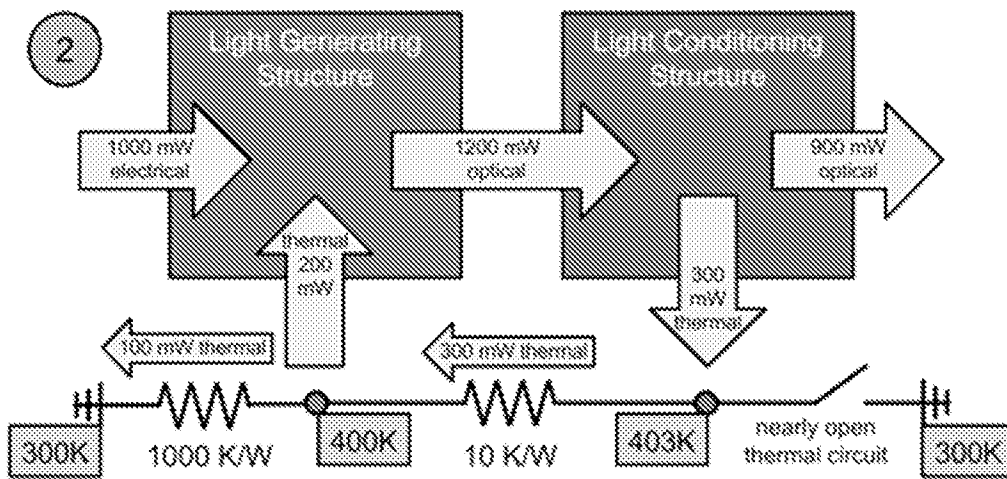 2
Light Generating
Structure
Light Conditioning
Structure
1000 mW
electrical
1200 mW
optical
900 mW
optical
thermal
200
mW
300
mW
thermal
100 mW thermal
300 mW thermal
300K
1000 K/W
400K
10 K/W
403K
nearly open
thermal circuit
300K